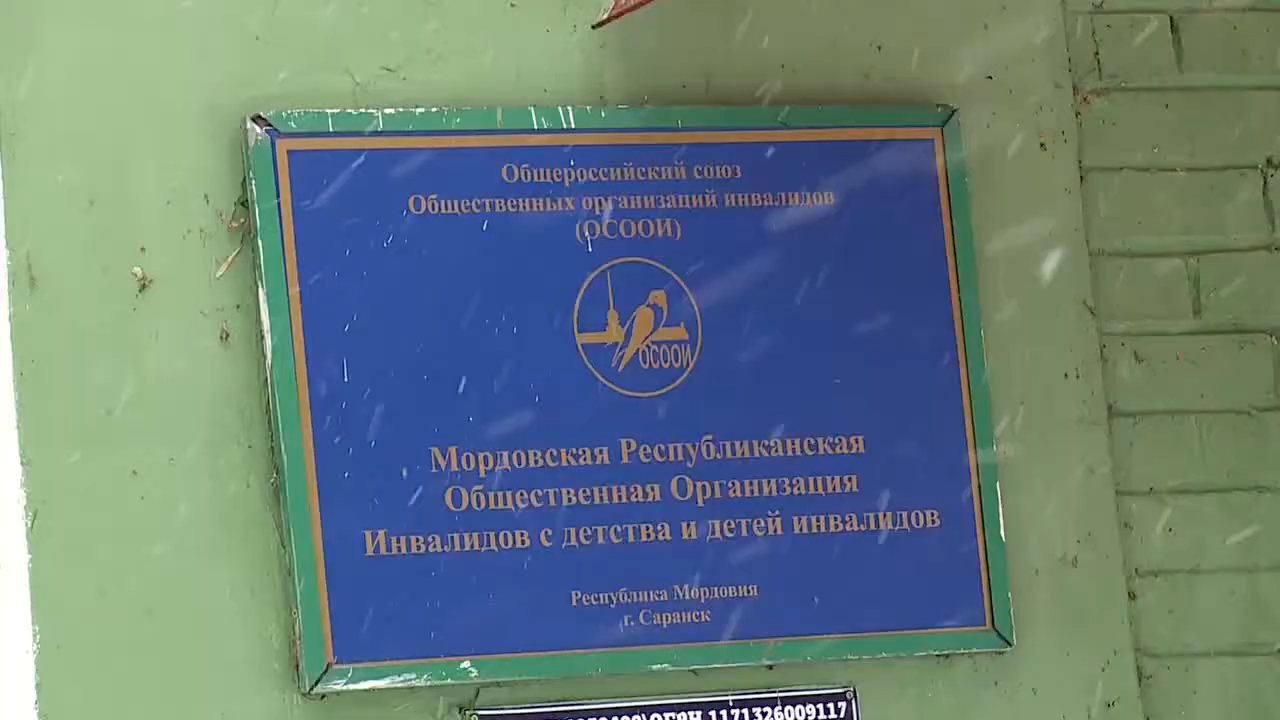 Общероссийский союз
Общественных организаций инвалидов
(ОСООИ)
ОСООИ
Мордовская Республиканская
Общественная Организация
Инвалидов с детства и детей инвалидов
Республика Мордовия
г. Саранск
ОГРН 1171326009117